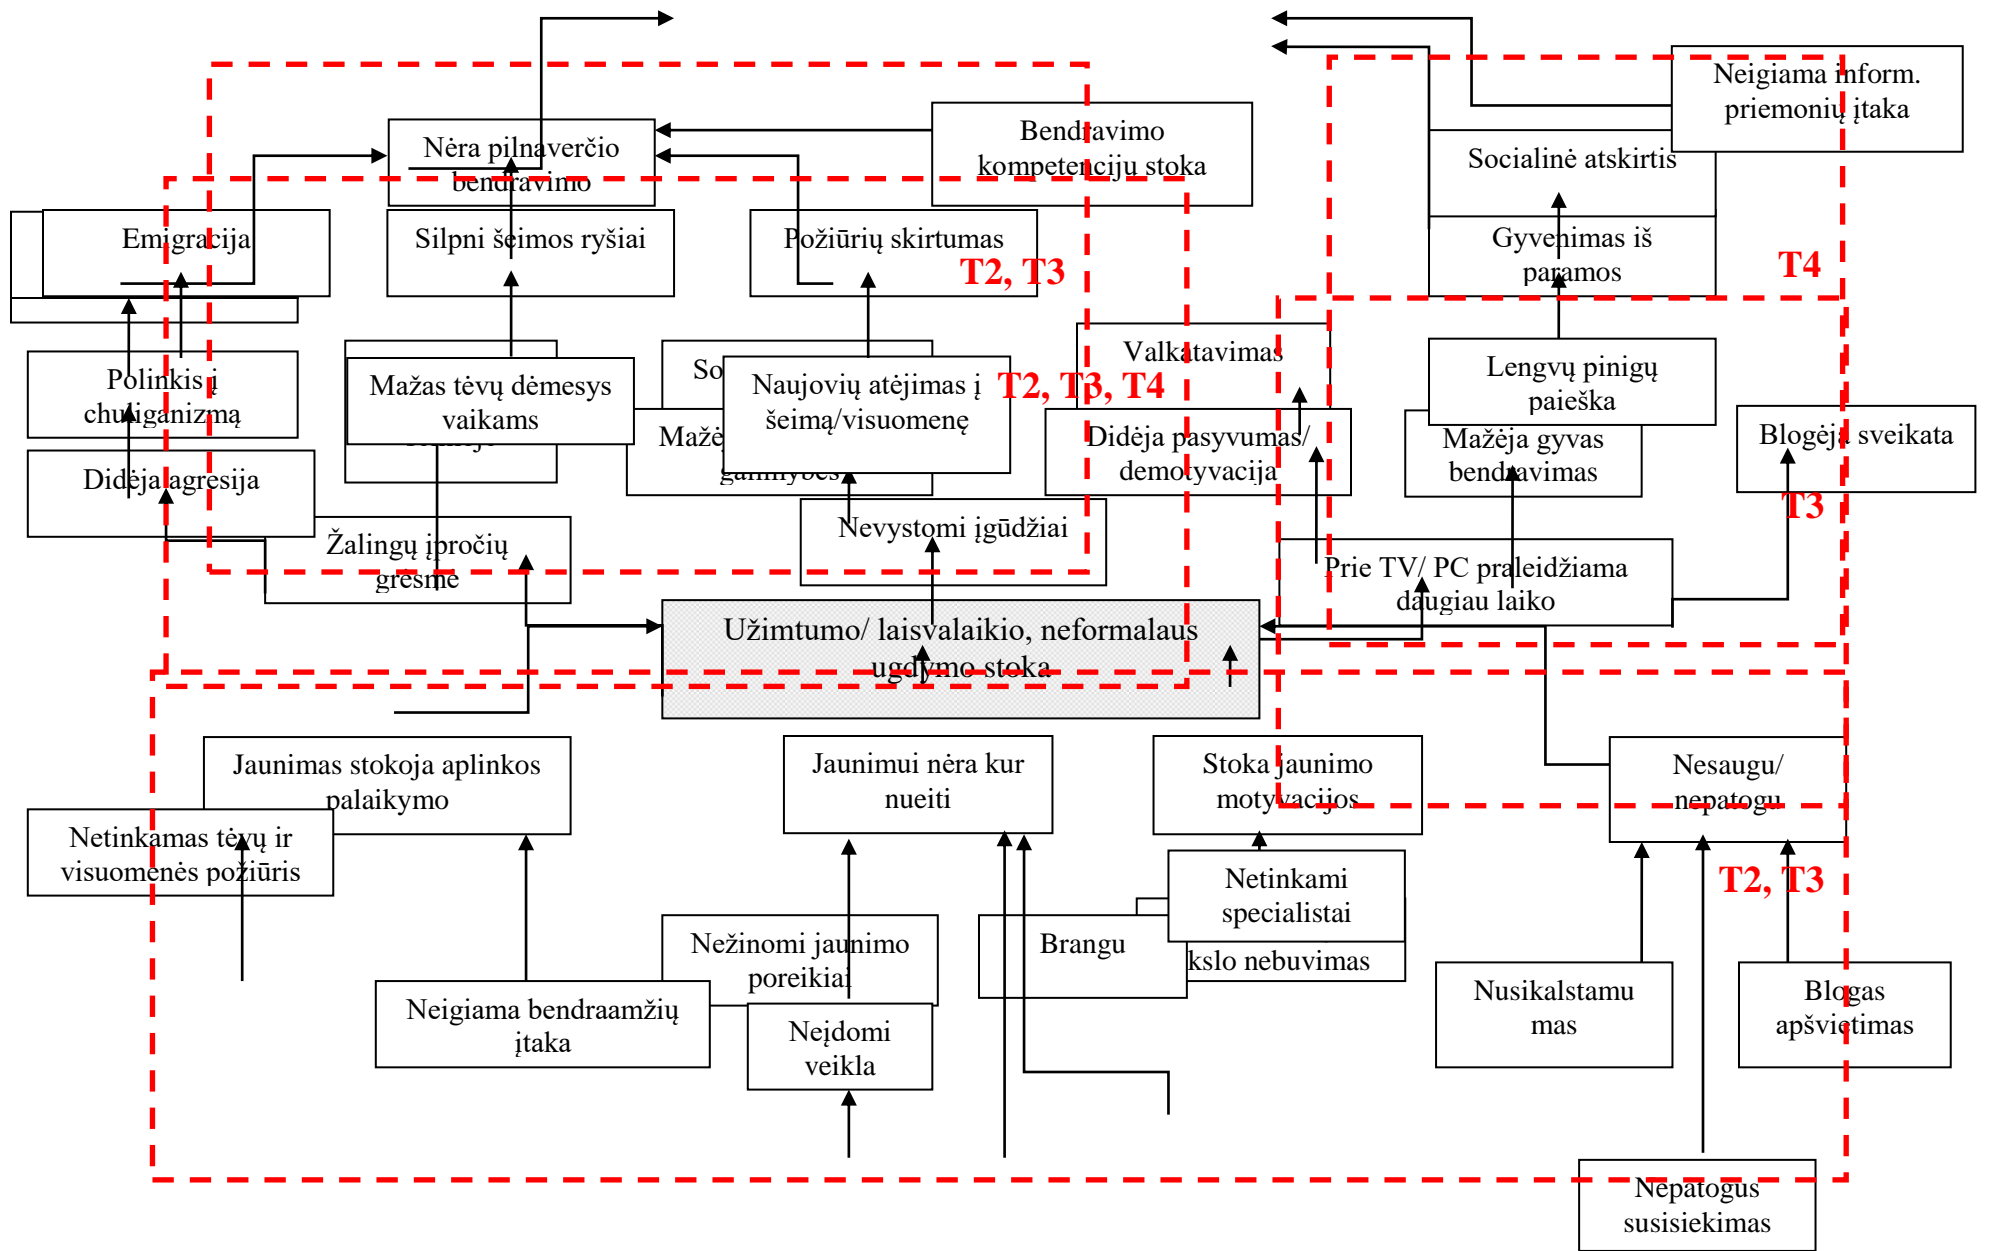 Neigiama inform.
priemonių įtaka
Bendravimo
kompetencijų stoka
Nėra pilnaverčio
bendravimo
Socialinė atskirtis
Emigracija
Silpni šeimos ryšiai
Požiūrių skirtumas
T2, T3
Gyvenimas iš
paramos
T4
Valkatavimas
Polinkis į
chuliganizmą
Mažas tėvų dėmesys
vaikams
So
Naujovių atėjimas į
šeimą/visuomenę
T2, T3, T4
Lengvų pinigų
paieška
Mažė
Didėja pasyvumas/
demotyvacija
Mažėja gyvas
bendravimas
Blogėja sveikata
T3
Didėja agresija
Žalingų įpročių
grėsmė
Nevystomi įgūdžiai
Prie TV/ PC praleidžiama
daugiau laiko
Užimtumo/ laisvalaikio, neformalaus
ugdymo stoka
Jaunimas stokoja aplinkos
palaikymo
Jaunimui nėra kur
nueiti
Stoka jaunimo
motyvacijos
Nesaugu/
nepatogu
Netinkamas tėvų ir
visuomenės požiūris
T2, T3
Netinkami
specialistai
Nežinomi jaunimo
poreikiai
Brangu
kslo nebuvimas
Neigiama bendraamžių
įtaka
Neįdomi
veikla
Nusikalstamu
mas
Blogas
apšvietimas
Nepatogus
susisiekimas